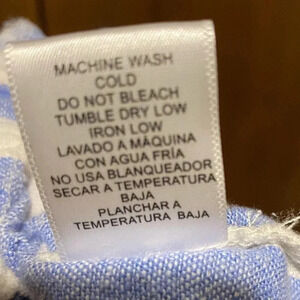 MACHINE WASH
COLD
DO NOT BLEACH
TUMBLE DRY LOW
IRON LOW
LAVADO A MÁQUINA
CON AGUA FRÍA
NO USA BLANQUEADOR
SECAR A TEMPERATURA
BAJA
PLANCHAR A
TEMPERATURA BAJA